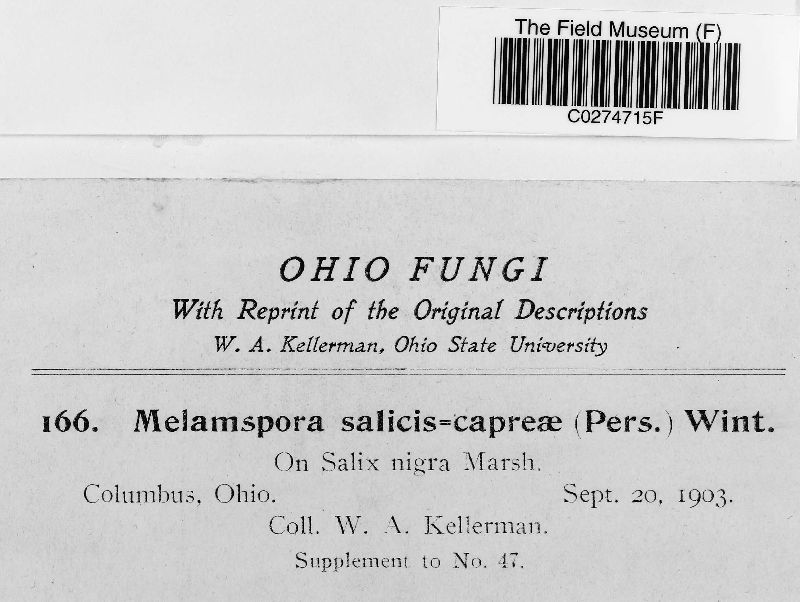 The Field Museum (F)
C0274715F
OHIO FUNGI
With Reprint of the Original Descriptions
W. A. Kellerman, Ohio State University
166. Melamspora salicis=capreæ (Pers.) Wint.
On Salix nigra Marsh.
Columbus, Ohio. Sept. 20, 1903.
Coll. W. A. Kellerman.
Supplement to No. 47.